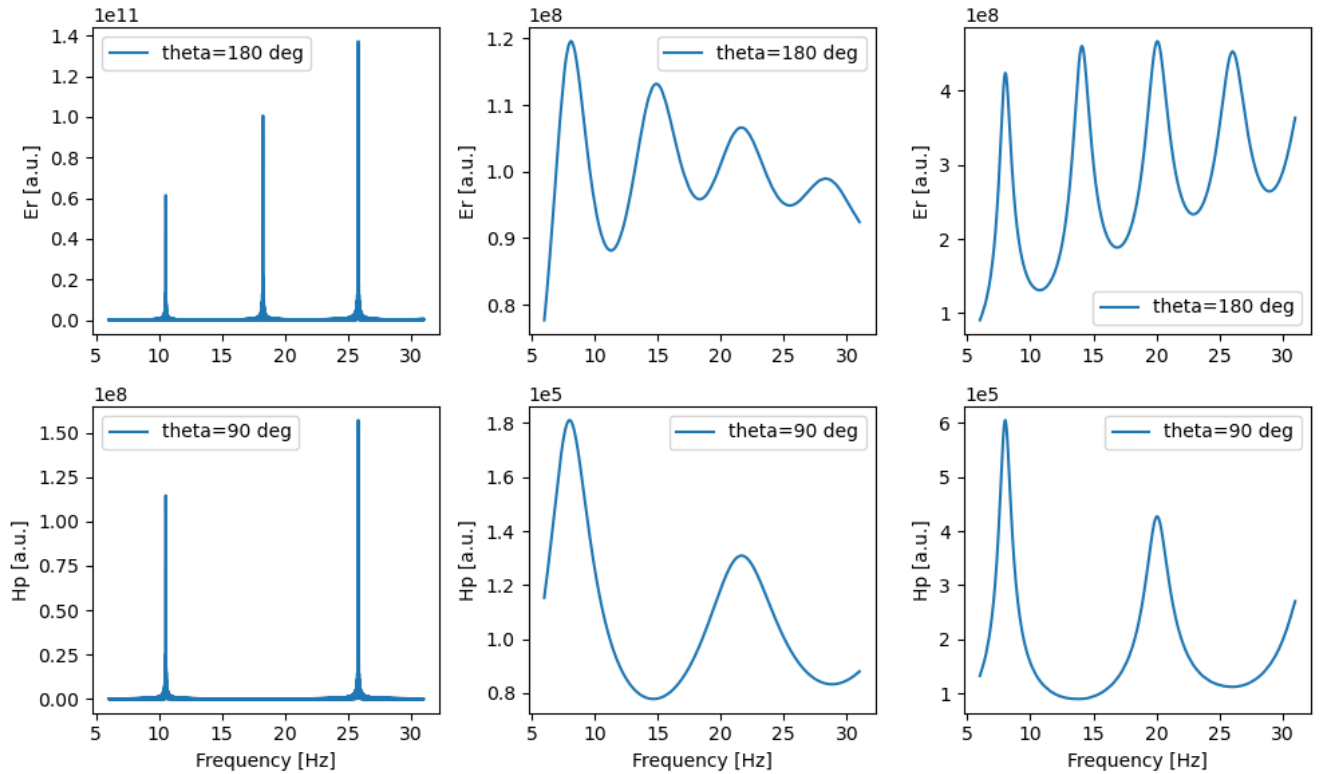 1e11
1.4
1.2
1.0
0.8
0.6
0.4
0.2
0.0
Er [a.u.]
theta=180 deg
5 10 15 20 25 30
1e8
1.2
1.1
1.0
0.9
0.8
Er [a.u.]
theta=180 deg
5 10 15 20 25 30
1e8
4
3
2
1
Er [a.u.]
theta=180 deg
5 10 15 20 25 30
1e8
1.50
1.25
1.00
0.75
0.50
0.25
0.00
Hp [a.u.]
theta=90 deg
5 10 15 20 25 30
Frequency [Hz]
1e5
1.8
1.6
1.4
1.2
1.0
0.8
Hp [a.u.]
theta=90 deg
5 10 15 20 25 30
Frequency [Hz]
1e5
6
5
4
3
2
1
Hp [a.u.]
theta=90 deg
5 10 15 20 25 30
Frequency [Hz]